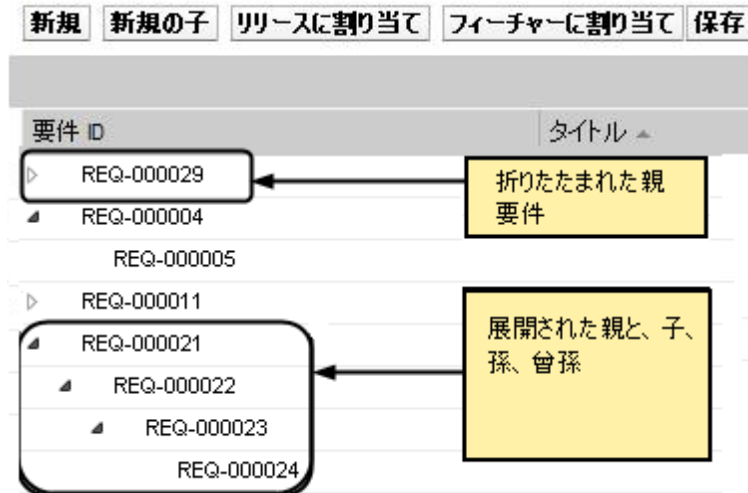 新規 新規の子 リリースに割り当て フィーチャーに割り当て 保存
要件 ID タイトル
REQ-000029
折りたたまれた親
要件
REQ-000004
REQ-000005
REQ-000011
REQ-000021
展開された親と、子、
孫、曾孫
REQ-000022
REQ-000023
REQ-000024